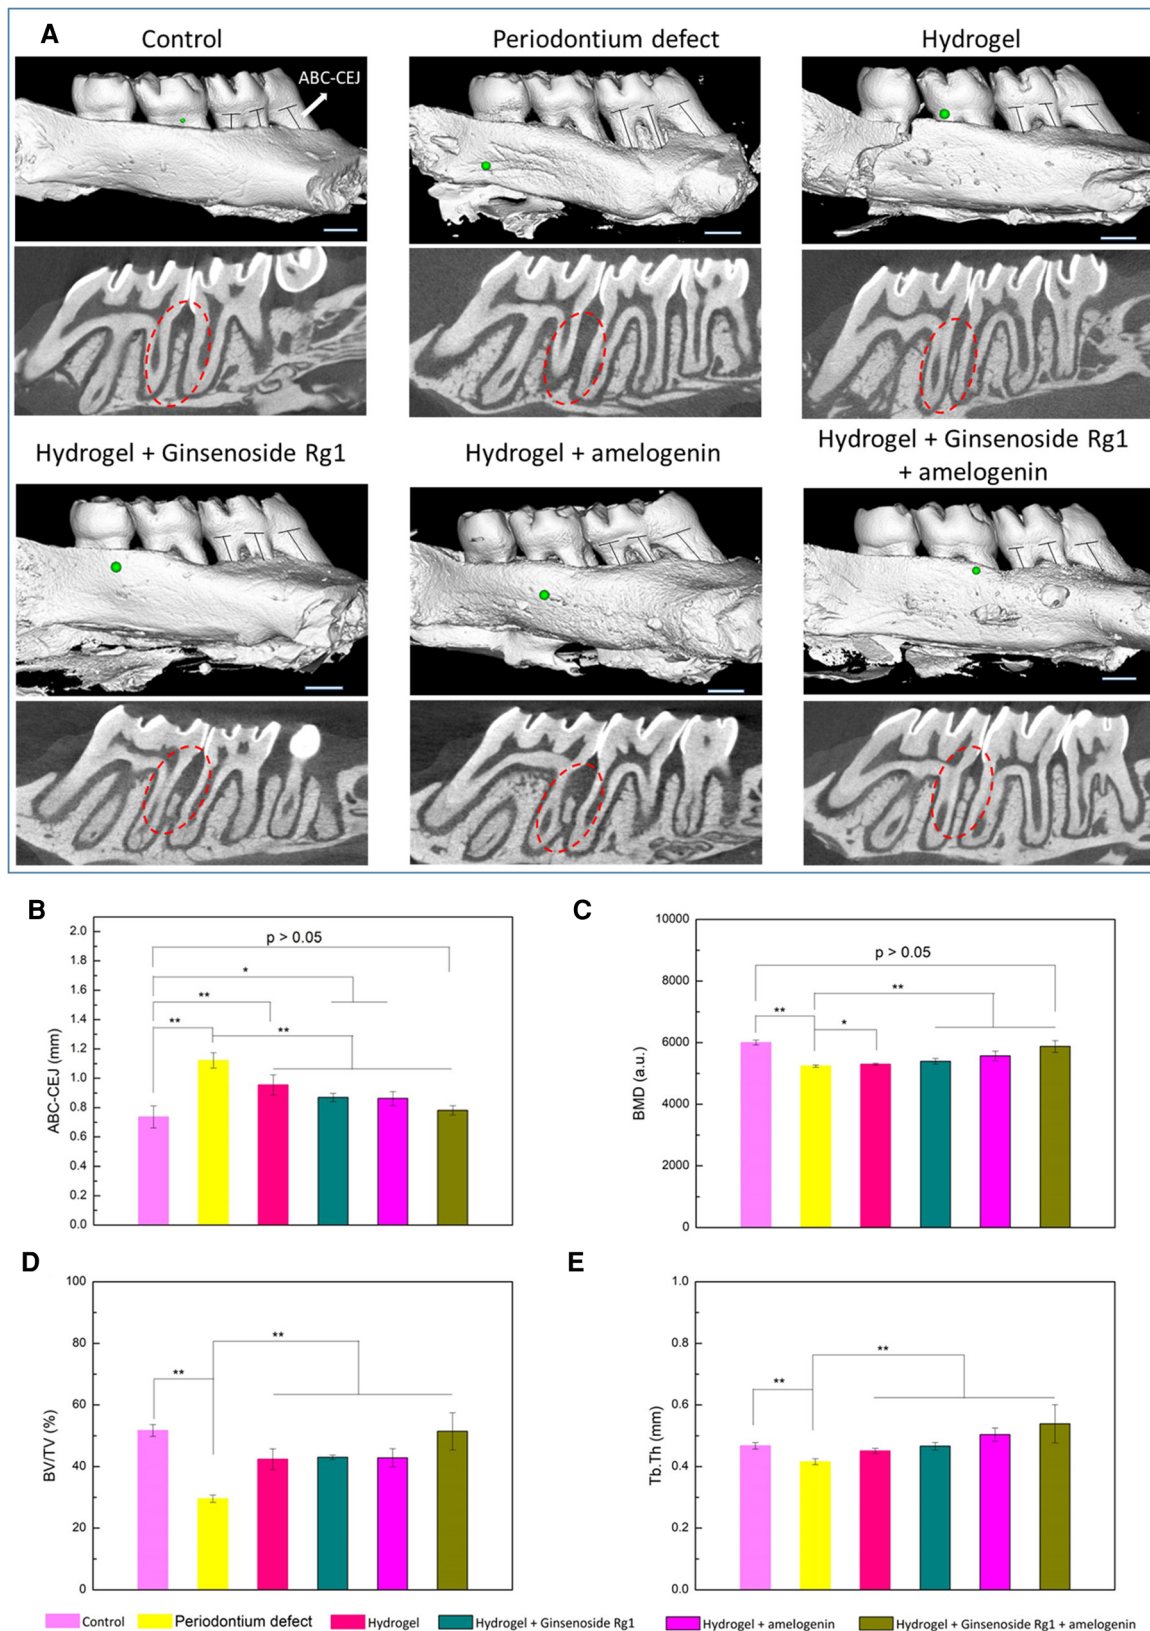 A
Control
Periodontium defect
Hydrogel
ABC-CEJ
Hydrogel + Ginsenoside Rg1
Hydrogel + amelogenin
Hydrogel + Ginsenoside Rg1
+ amelogenin
B
ABC-CEJ (mm)
2.0
1.8
1.6
1.4
1.2
1.0
0.8
0.6
0.4
0.2
0.0
p > 0.05
*
**
**
**
C
BMD (a.u.)
10000
8000
6000
4000
2000
0
p > 0.05
**
**
*
D
BV/TV (%)
100
80
60
40
20
0
**
**
E
Tb.Th (mm)
1.0
0.8
0.6
0.4
0.2
0.0
**
**
Control
Periodontium defect
Hydrogel
Hydrogel + Ginsenoside Rg1
Hydrogel + amelogenin
Hydrogel + Ginsenoside Rg1 + amelogenin